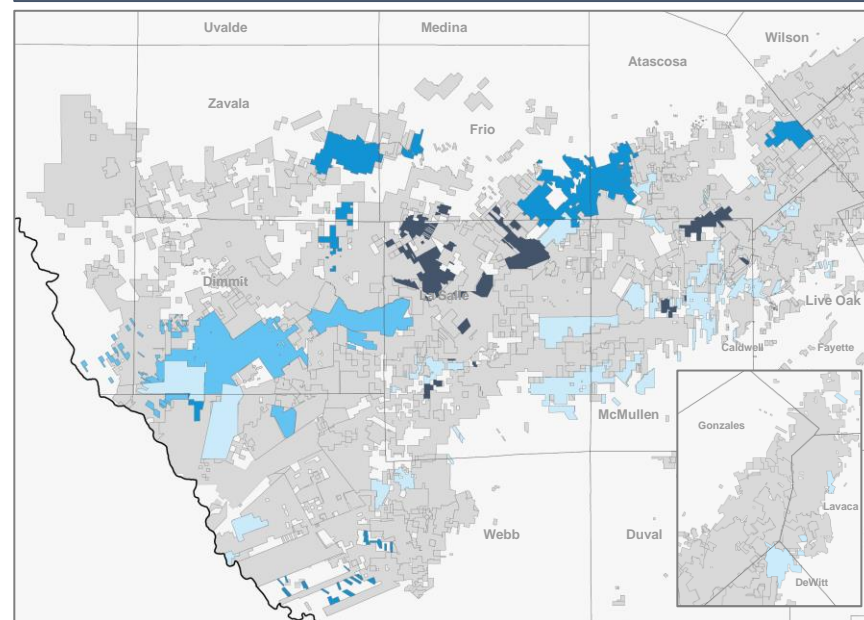 Uvalde
Medina
Wilson
Atascosa
Zavala
Frio
Dimmit
La Salle
Live Oak
Caldwell
Fayette
McMullen
Gonzales
Lavaca
Webb
Duval
DeWitt